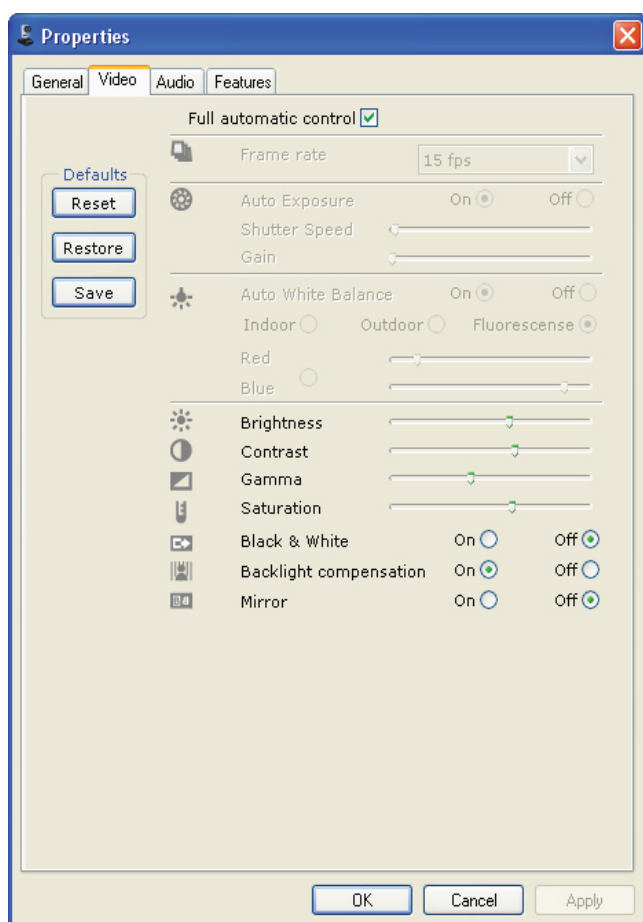 Properties
General Video Audio Features
Full automatic control
Frame rate 15 fps
Defaults
Reset
Restore
Save
Auto Exposure On Off
Shutter Speed
Gain
Auto White Balance On Off
Indoor Outdoor Fluorescense
Red
Blue
Brightness
Contrast
Gamma
Saturation
Black & White On Off
Backlight compensation On Off
Mirror On Off
OK Cancel Apply